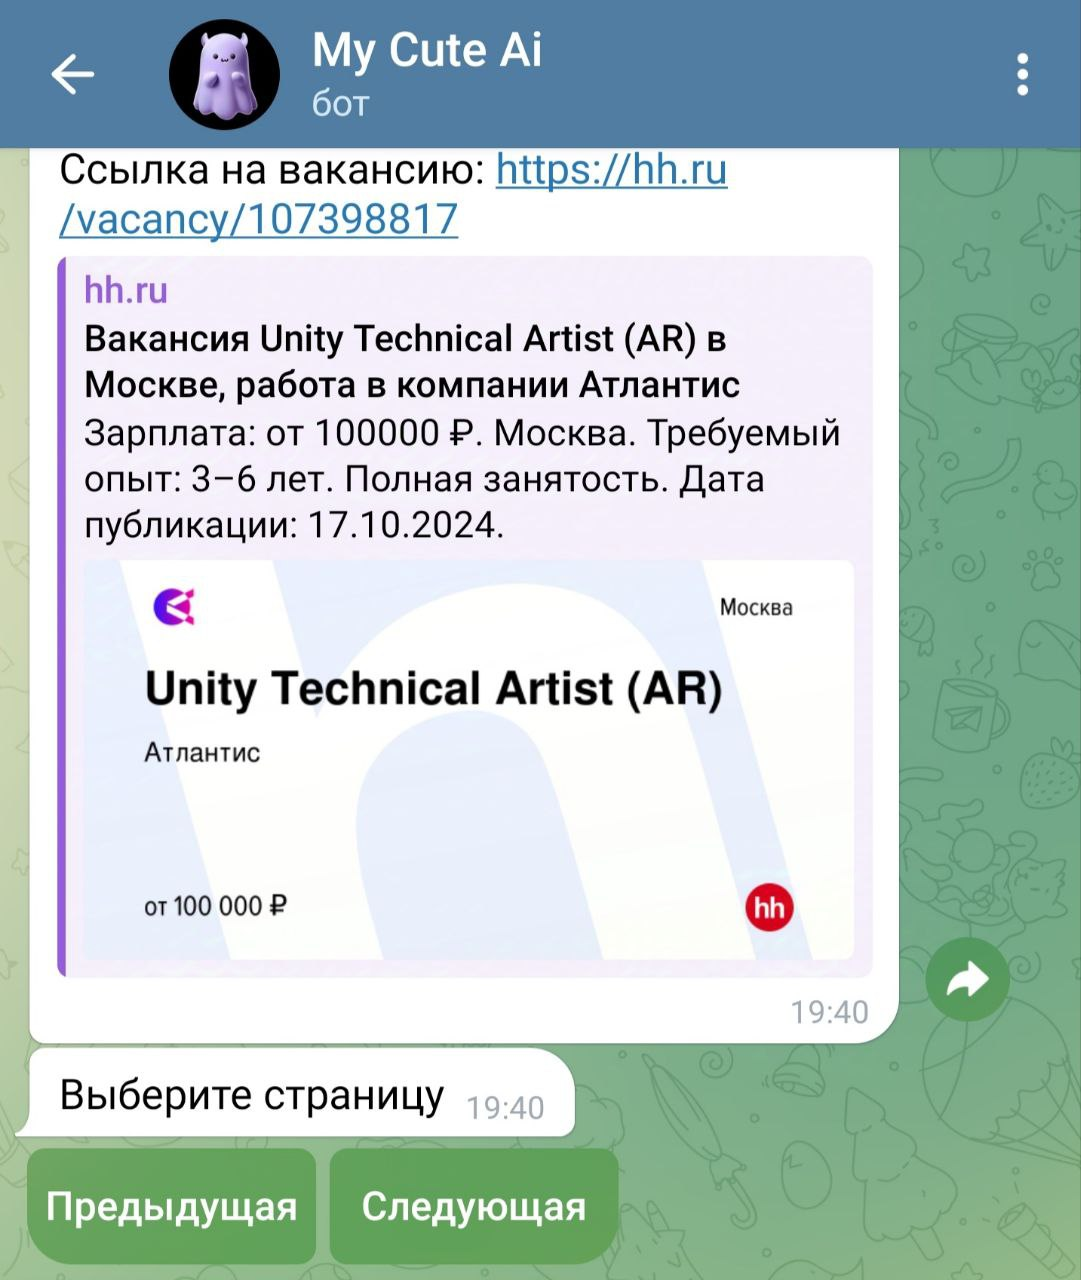 My Cute Ai
бот
Ссылка на вакансию: https://hh.ru
/vacancy/107398817
hh.ru
Вакансия Unity Technical Artist (AR) в
Москве, работа в компании Атлантис
Зарплата: от 100000 ₽. Москва. Требуемый
опыт: 3–6 лет. Полная занятость. Дата
публикации: 17.10.2024.
Москва
Unity Technical Artist (AR)
Атлантис
от 100 000 ₽
hh
19:40
Выберите страницу 19:40
Предыдущая Следующая